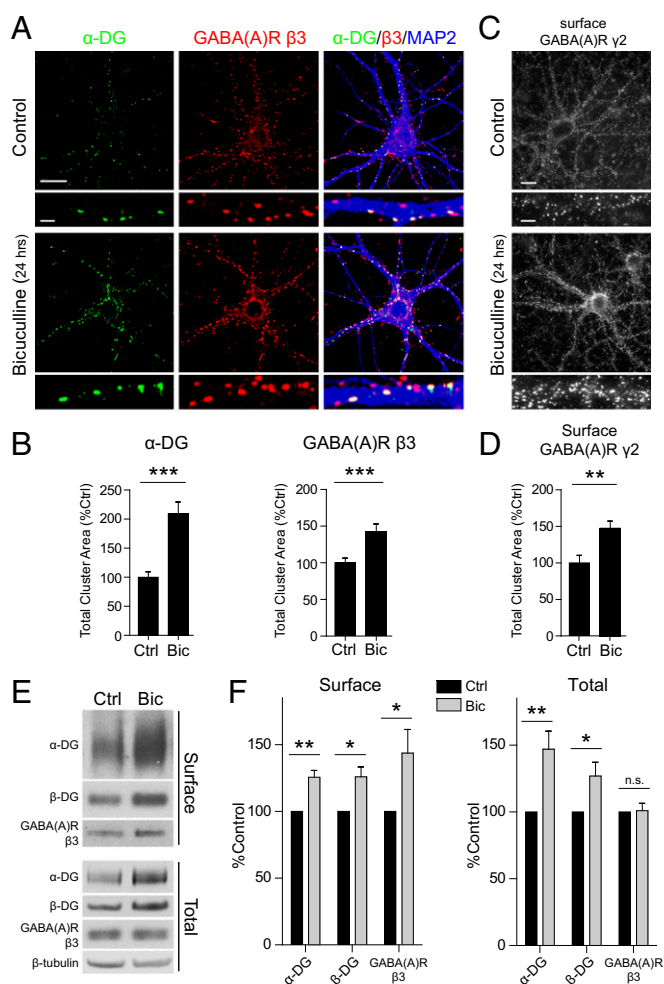 A
α-DG
GABA(A)R β3
α-DG/β3/MAP2
C
surface
GABA(A)R γ2
Control
Bicuculline (24 hrs)
B
α-DG
GABA(A)R β3
D
Surface
GABA(A)R γ2
Total Cluster Area (%Ctrl)
250
200
150
100
50
0
***
Ctrl
Bic
Total Cluster Area (%Ctrl)
200
150
100
50
0
***
Ctrl
Bic
Total Cluster Area (%Ctrl)
200
150
100
50
0
**
Ctrl
Bic
E
Ctrl
Bic
α-DG
β-DG
GABA(A)R
β3
Surface
α-DG
β-DG
GABA(A)R
β3
β-tubulin
Total
F
Surface
Ctrl
Bic
Total
%Control
150
100
50
0
**
*
*
α-DG
β-DG
GABA(A)R
β3
%Control
150
100
50
0
**
*
n.s.
α-DG
β-DG
GABA(A)R
β3